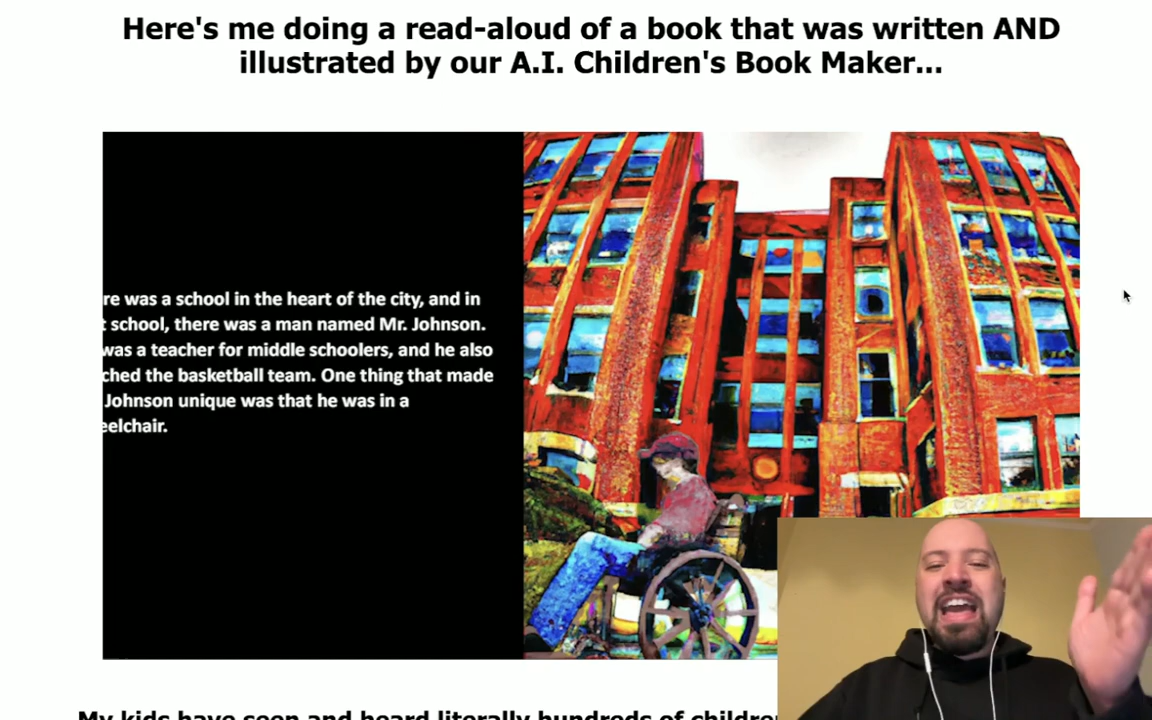 Here's me doing a read-aloud of a book that was written AND
illustrated by our A.I. Children's Book Maker...
was a school in the heart of the city, and in
school, there was a man named Mr. Johnson.
was a teacher for middle schoolers, and he also
the basketball team. One thing that made
Johnson unique was that he was in a
My kids have seen and heard literally hundreds of